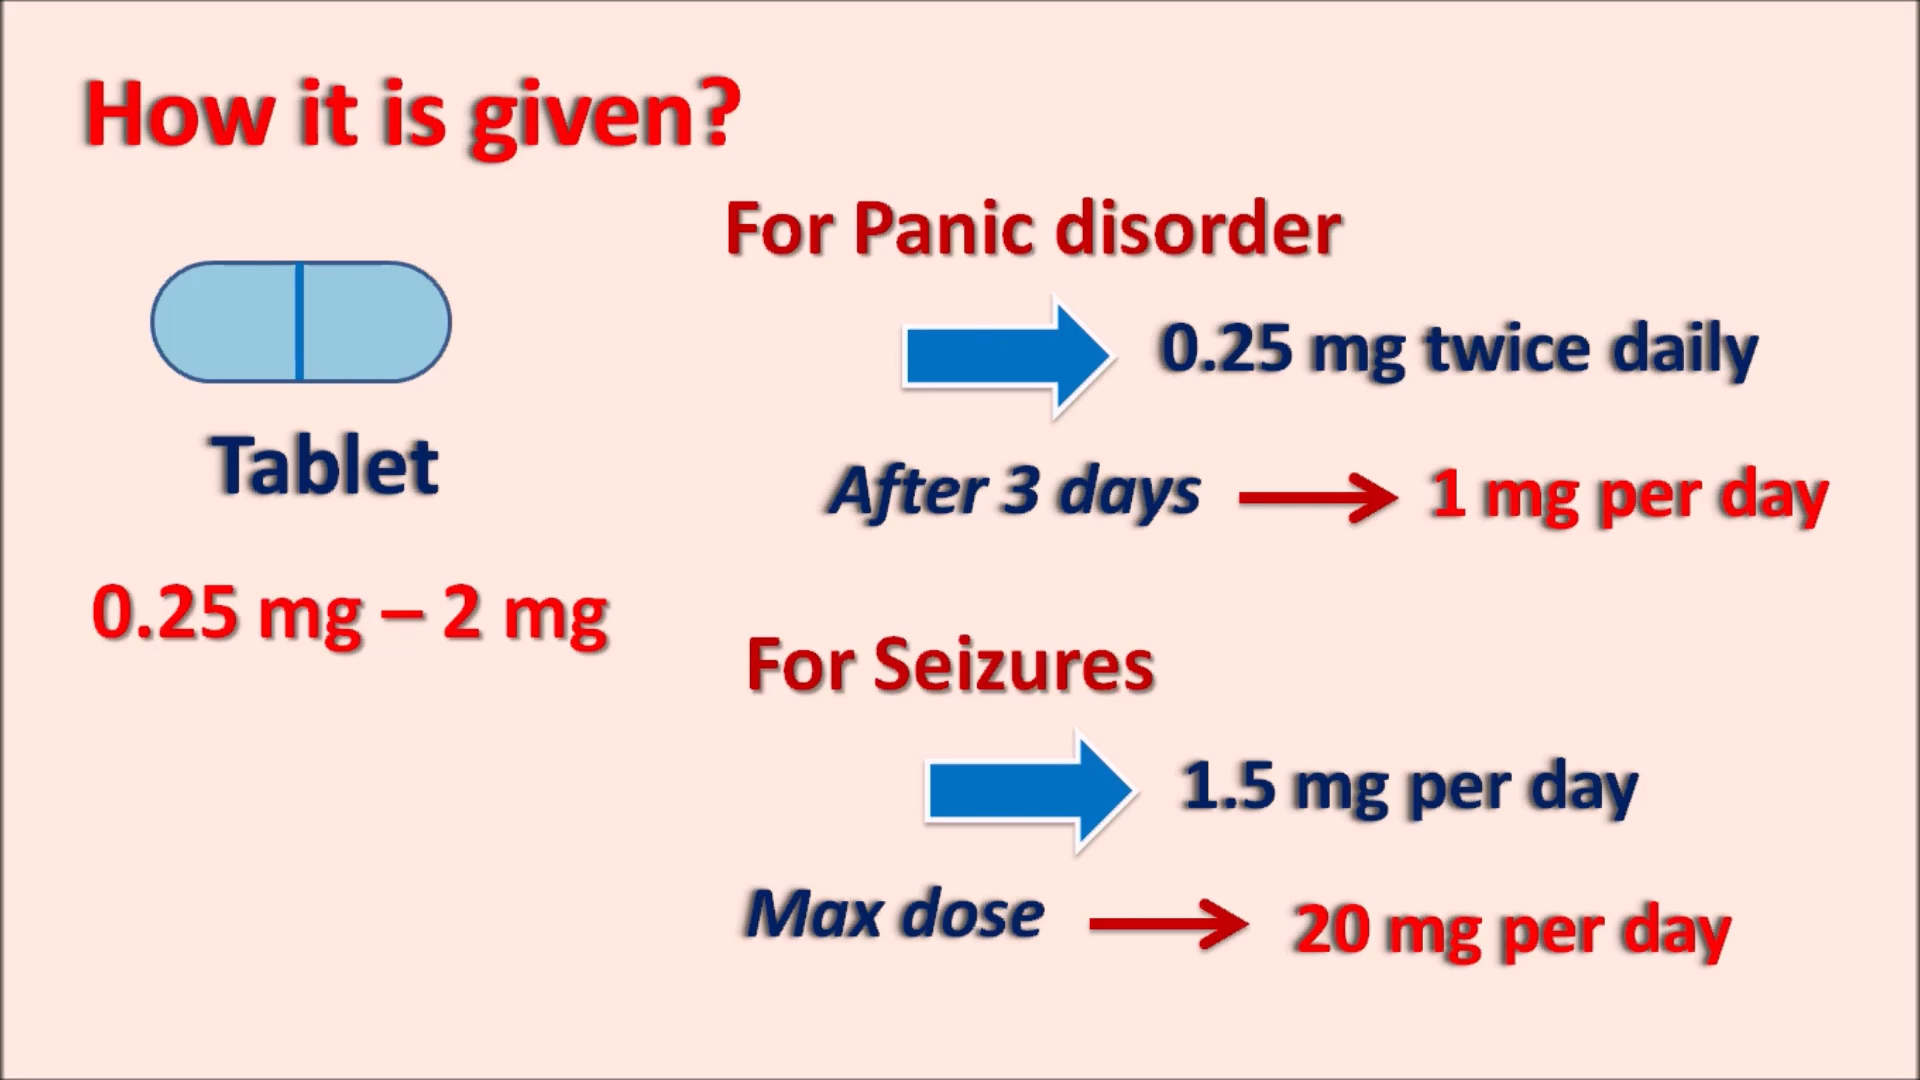 How it is given?
For Panic disorder
0.25 mg twice daily
Tablet
After 3 days
1 mg per day
0.25 mg – 2 mg
For Seizures
1.5 mg per day
Max dose
20 mg per day